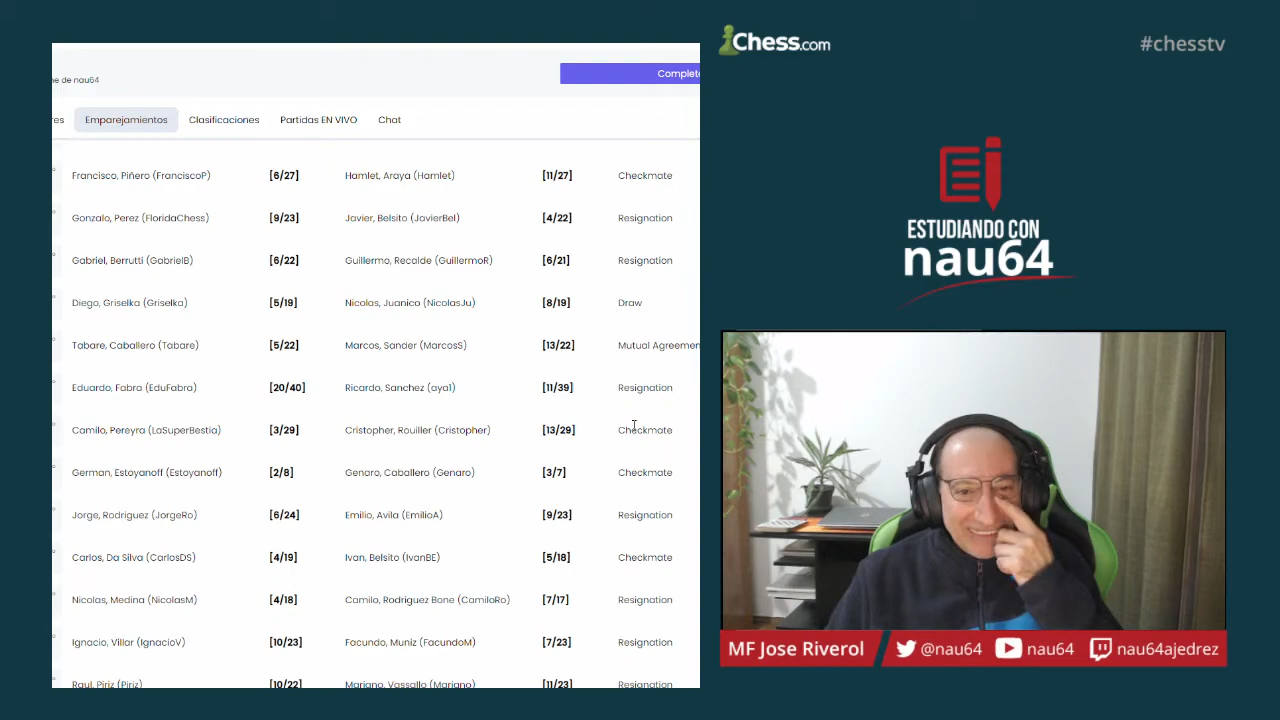 Chess.com
#chesstv
ne de nau64
Complet
res Emparejamientos Clasificaciones Partidas EN VIVO Chat
Francisco, Piñero (FranciscoP) [6/27] Hamlet, Araya (Hamlet) [11/27] Checkmate
Gonzalo, Perez (FloridaChess) [9/23] Javier, Belsito (JavierBel) [4/22] Resignation
Gabriel, Berrutti (GabrielB) [6/22] Guillermo, Recalde (GuillermoR) [6/21] Resignation
Diego, Griselka (Griselka) [5/19] Nicolas, Juanico (NicolasJu) [8/19] Draw
Tabare, Caballero (Tabare) [5/22] Marcos, Sander (MarcosS) [13/22] Mutual Agreemen
Eduardo, Fabra (EduFabra) [20/40] Ricardo, Sanchez (aya1) [11/39] Resignation
Camilo, Pereyra (LaSuperBestia) [3/29] Cristopher, Rouiller (Cristopher) [13/29] Checkmate
German, Estoyanoff (Estoyanoff) [2/8] Genaro, Caballero (Genaro) [3/7] Checkmate
Jorge, Rodriguez (JorgeRo) [6/24] Emilio, Avila (EmilioA) [9/23] Resignation
Carlos, Da Silva (CarlosDS) [4/19] Ivan, Belsito (IvanBE) [5/18] Checkmate
Nicolas, Medina (NicolasM) [4/18] Camilo, Rodriguez Bone (CamiloRo) [7/17] Resignation
Ignacio, Villar (IgnacioV) [10/23] Facundo, Muniz (FacundoM) [7/23] Resignation
Raul, Piriz (Piriz) [10/22] Mariano, Vassallo (Mariano) [11/23] Resignation
ESTUDIANDO CON
nau64
MF Jose Riverol @nau64 nau64 nau64ajedrez